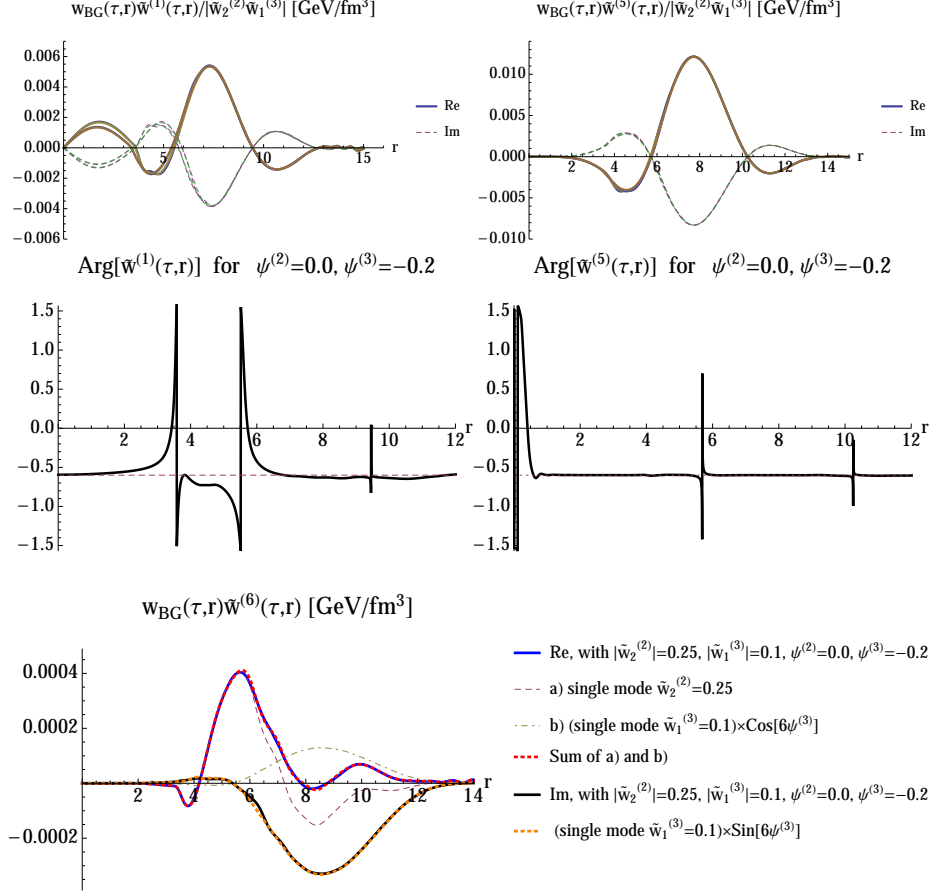 w_BG(τ,r)w̃^(1)(τ,r)/|w̃_2^(2)w̃_1^(3)| [GeV/fm^3]
0.006
0.004
0.002
0.000
−0.002
−0.004
−0.006
5
10
15
r
Re
Im
w_BG(τ,r)w̃^(5)(τ,r)/|w̃_2^(2)w̃_1^(3)| [GeV/fm^3]
0.010
0.005
0.000
−0.005
−0.010
2
4
6
8
10
12
14
r
Re
Im
Arg[w̃^(1)(τ,r)] for ψ^(2)=0.0, ψ^(3)=−0.2
1.5
1.0
0.5
0.0
−0.5
−1.0
−1.5
2
4
6
8
10
12
r
Arg[w̃^(5)(τ,r)] for ψ^(2)=0.0, ψ^(3)=−0.2
1.5
1.0
0.5
0.0
−0.5
−1.0
−1.5
2
4
6
8
10
12
r
w_BG(τ,r)w̃^(6)(τ,r) [GeV/fm^3]
0.0004
0.0002
0.0000
−0.0002
2
4
6
8
10
12
14
r
Re, with |w̃_2^(2)|=0.25, |w̃_1^(3)|=0.1, ψ^(2)=0.0, ψ^(3)=−0.2
a) single mode w̃_2^(2)=0.25
b) (single mode w̃_1^(3)=0.1)×Cos[6ψ^(3)]
Sum of a) and b)
Im, with |w̃_2^(2)|=0.25, |w̃_1^(3)|=0.1, ψ^(2)=0.0, ψ^(3)=−0.2
(single mode w̃_1^(3)=0.1)×Sin[6ψ^(3)]